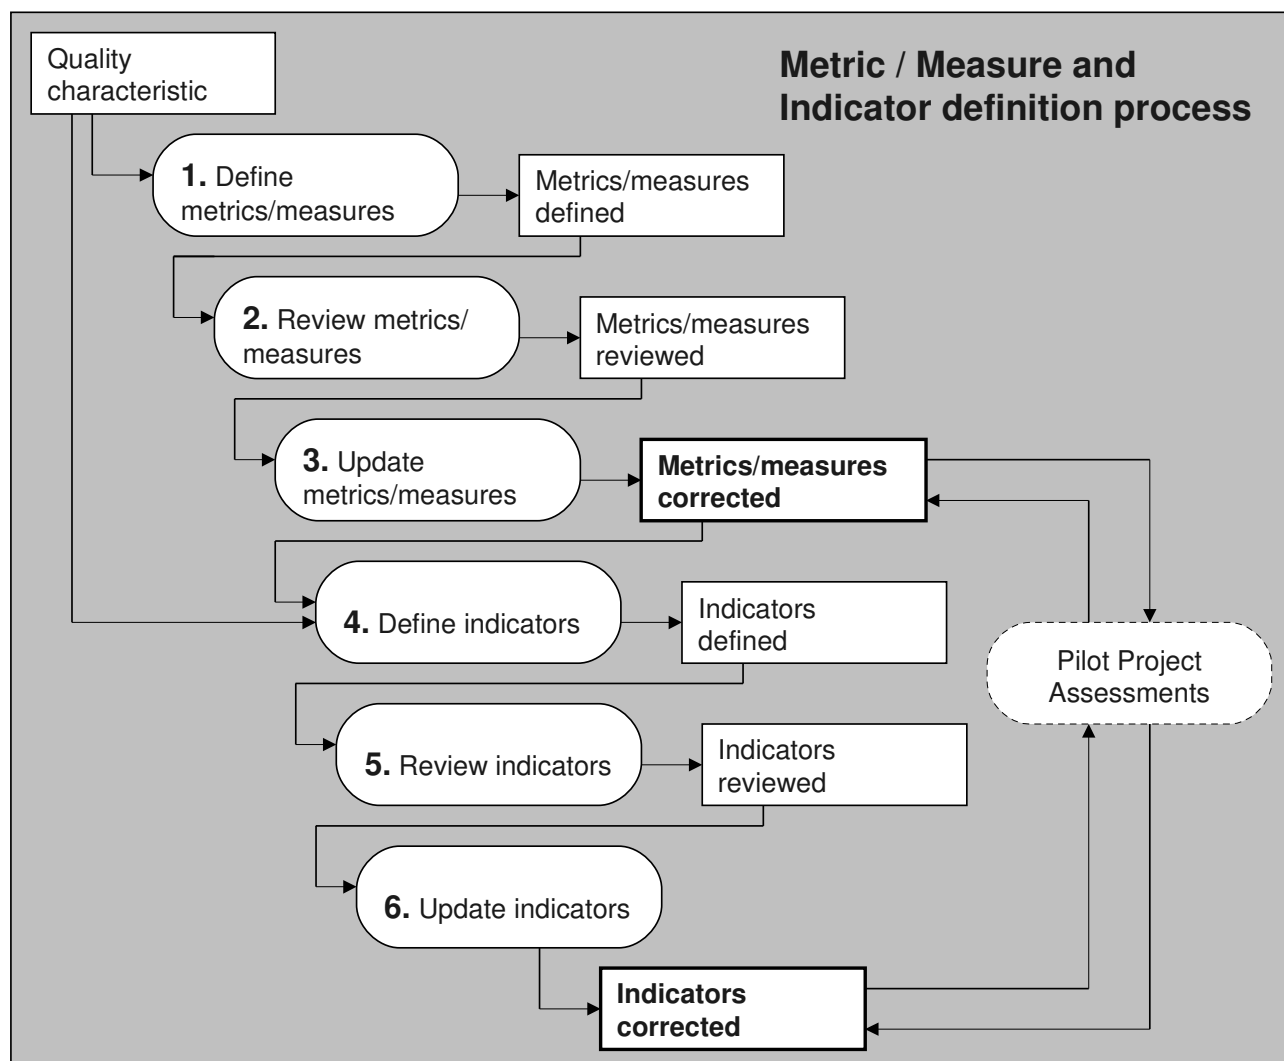 Quality
characteristic
Metric / Measure and
Indicator definition process
1. Define
metrics/measures
Metrics/measures
defined
2. Review metrics/
measures
Metrics/measures
reviewed
3. Update
metrics/measures
Metrics/measures
corrected
4. Define indicators
Indicators
defined
Pilot Project
Assessments
5. Review indicators
Indicators
reviewed
6. Update indicators
Indicators
corrected